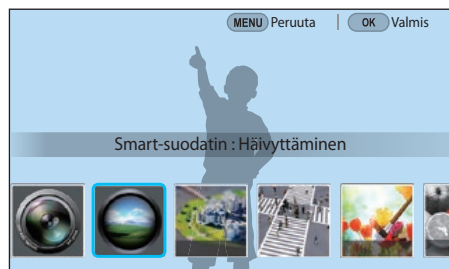 MENU Peruuta | OK Valmis
Smart-suodatin : Häivyttäminen